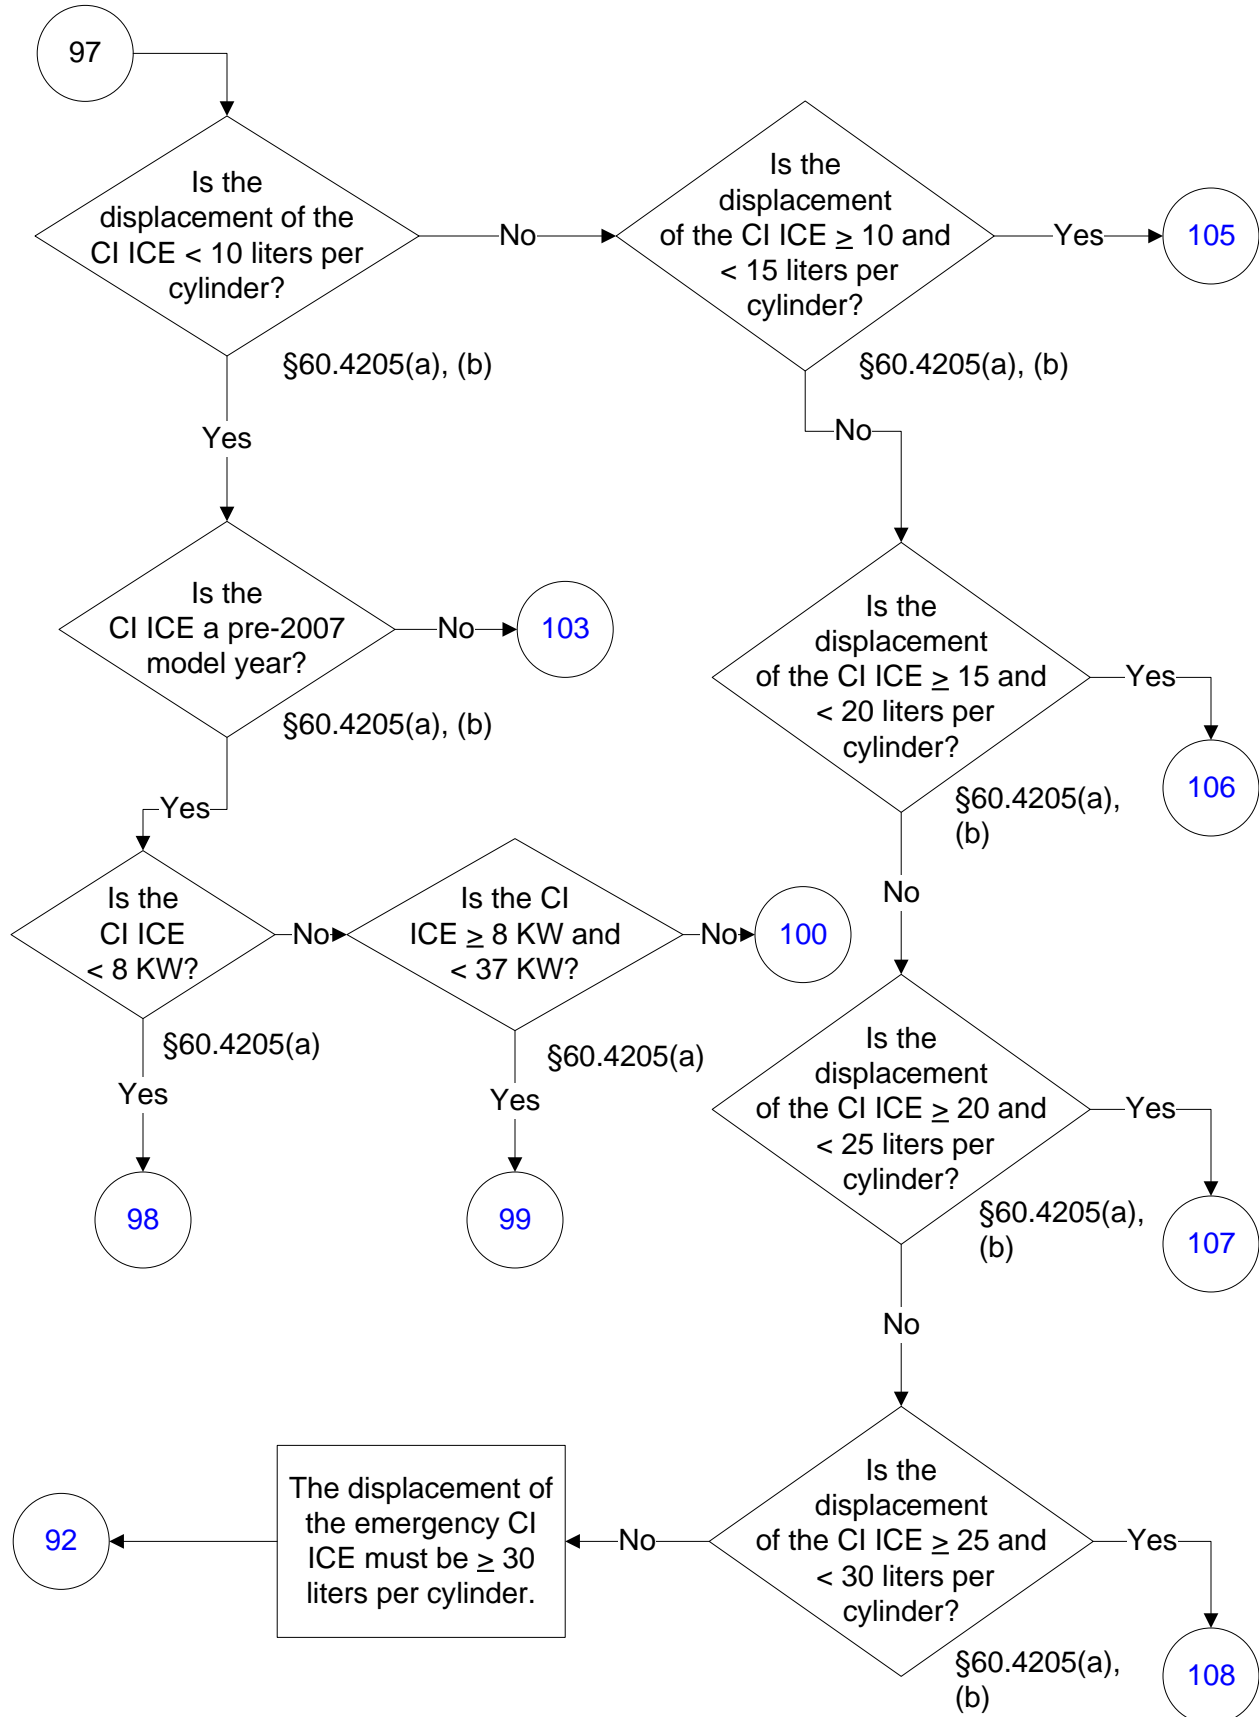 97
Is the
displacement of the
CI ICE < 10 liters per
cylinder?
§60.4205(a), (b)
No
Is the
displacement
of the CI ICE ≥ 10 and
< 15 liters per
cylinder?
§60.4205(a), (b)
Yes
105
Yes
No
Is the
CI ICE a pre-2007
model year?
§60.4205(a), (b)
No
103
Is the
displacement
of the CI ICE ≥ 15 and
< 20 liters per
cylinder?
§60.4205(a),
(b)
Yes
106
Yes
No
Is the
CI ICE
< 8 KW?
§60.4205(a)
No
Is the CI
ICE ≥ 8 KW and
< 37 KW?
§60.4205(a)
No
100
Yes
98
Yes
99
Is the
displacement
of the CI ICE ≥ 20 and
< 25 liters per
cylinder?
§60.4205(a),
(b)
Yes
107
No
Is the
displacement
of the CI ICE ≥ 25 and
< 30 liters per
cylinder?
§60.4205(a),
(b)
Yes
108
No
The displacement of
the emergency CI
ICE must be ≥ 30
liters per cylinder.
92